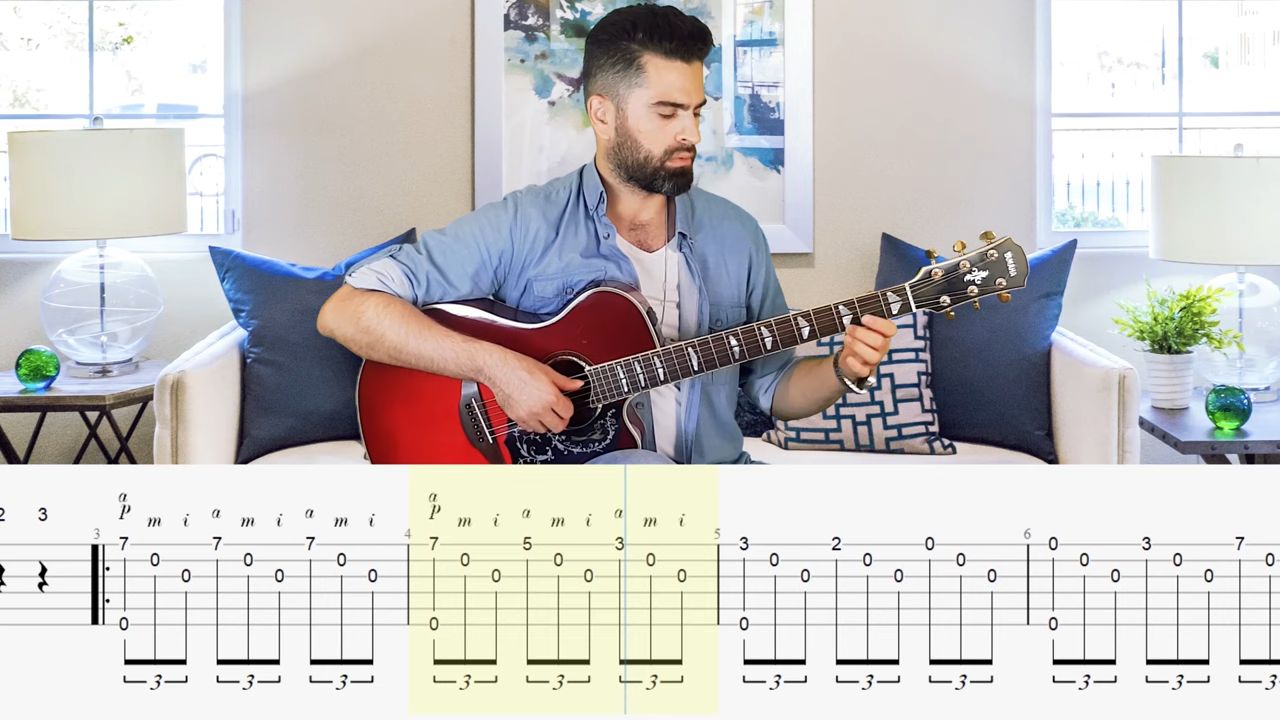 YAMAHA
a a
p m i a m i a m i p m i a m i a m i
2 3
3 4 5 6
7 7 7 7 5 3 3 2 0 0 3 7
0 0 0 0 0 0 0 0 0 0 0 0
0 0 0 0 0 0 0 0 0 0 0
0 0 0 0
3 3 3 3 3 3 3 3 3 3 3 3